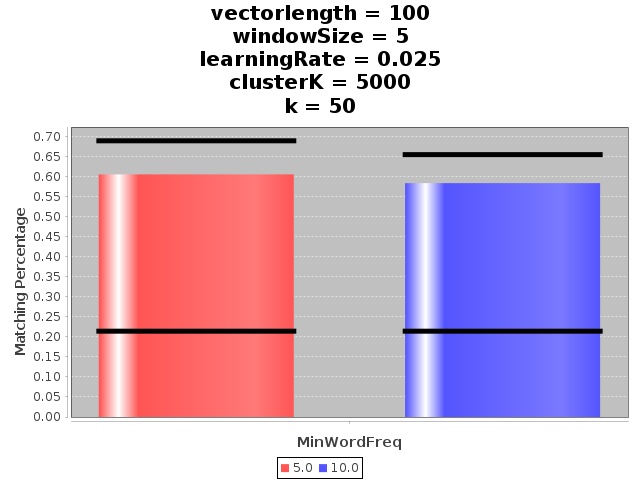 vectorlength = 100
windowSize = 5
learningRate = 0.025
clusterK = 5000
k = 50
Matching Percentage
0.70
0.65
0.60
0.55
0.50
0.45
0.40
0.35
0.30
0.25
0.20
0.15
0.10
0.05
0.00
MinWordFreq
5.0 10.0